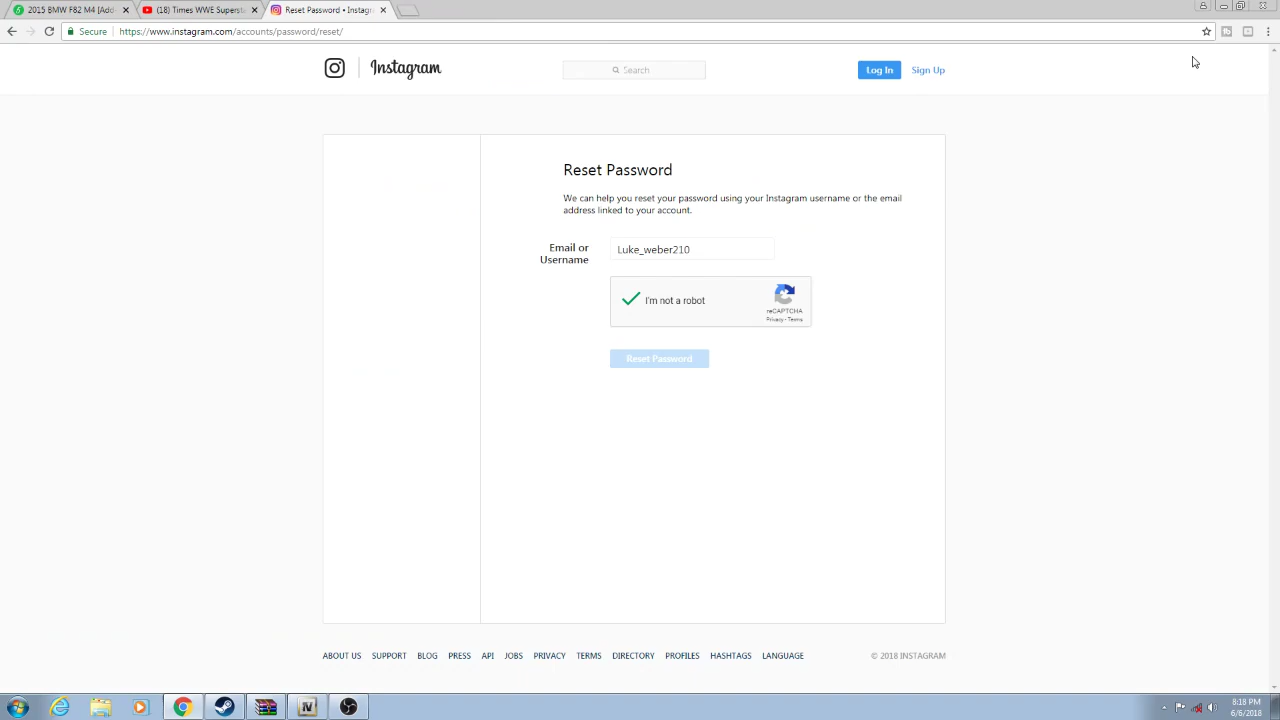 2015 BMW F82 M4 [Add
(18) Times WWE Superst
Reset Password • Instagr
Secure
https://www.instagram.com/accounts/password/reset/
Instagram
Search
Log In
Sign Up
Reset Password
We can help you reset your password using your Instagram username or the email
address linked to your account.
Email or
Username
Luke_weber210
I'm not a robot
reCAPTCHA
Privacy - Terms
Reset Password
ABOUT US SUPPORT BLOG PRESS API JOBS PRIVACY TERMS DIRECTORY PROFILES HASHTAGS LANGUAGE
© 2018 INSTAGRAM
IV
8:18 PM
6/6/2018